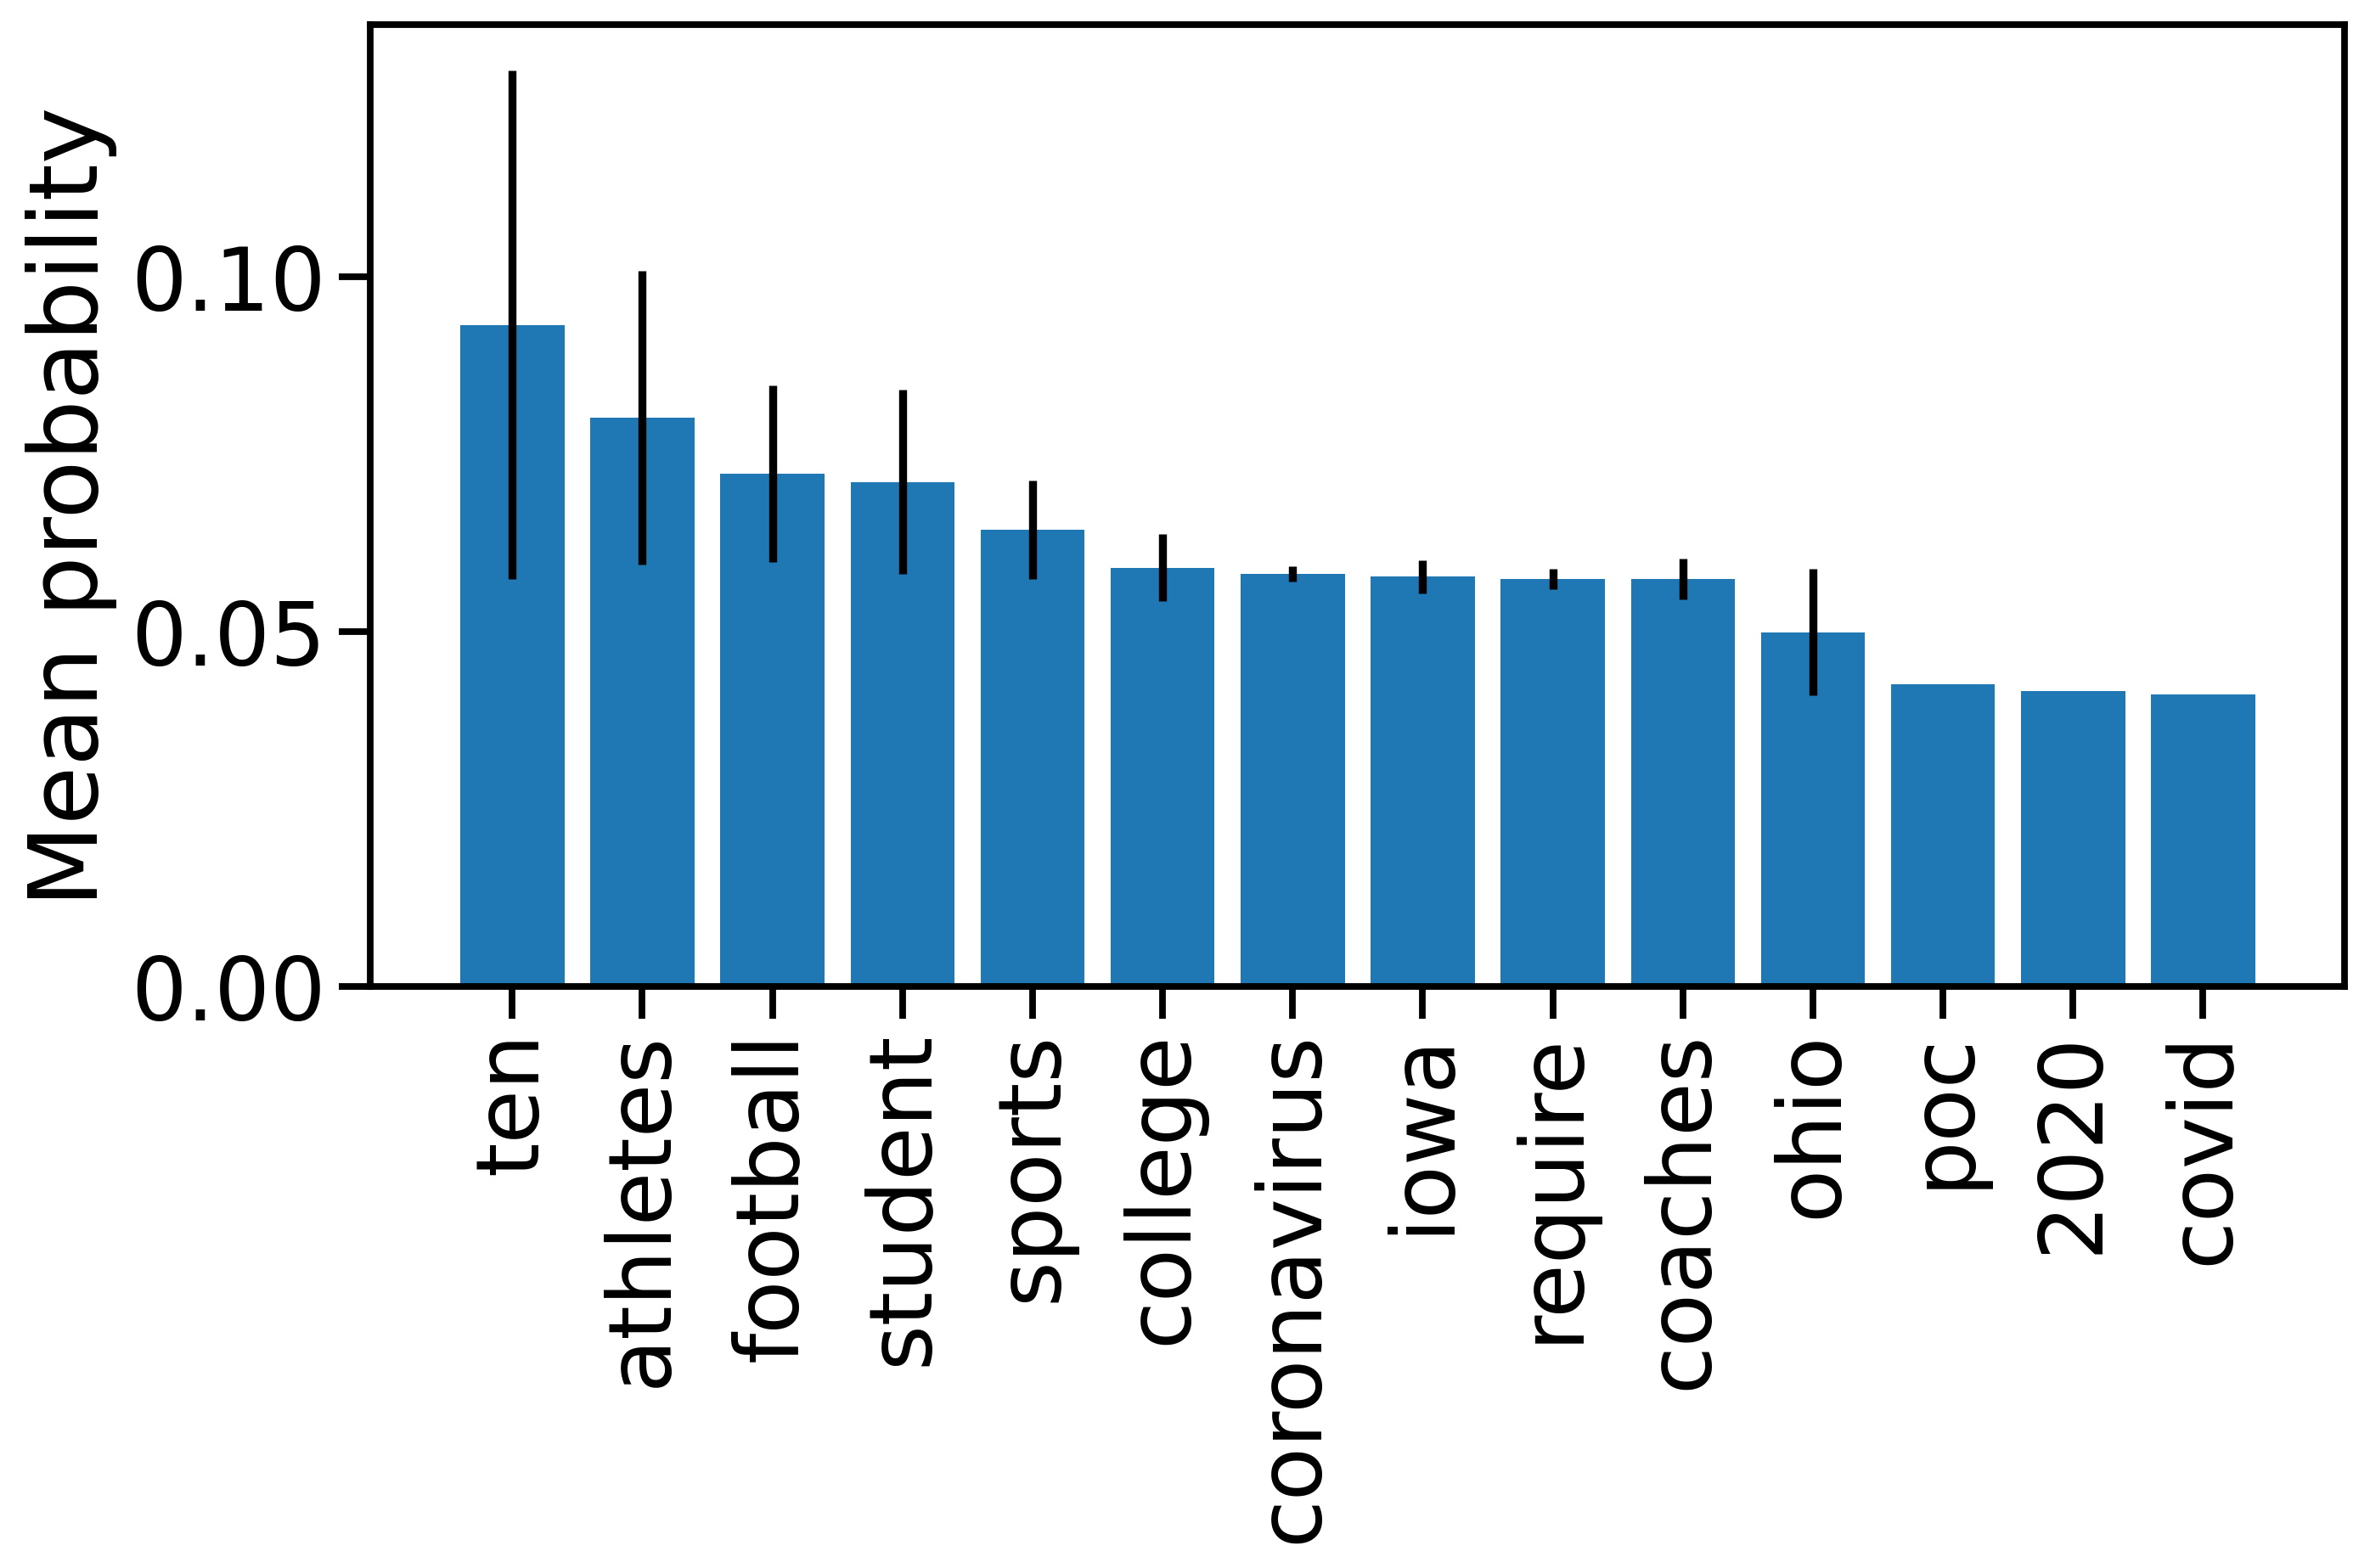 Mean probability
0.10
0.05
0.00
ten
athletes
football
student
sports
college
coronavirus
iowa
require
coaches
ohio
poc
2020
covid